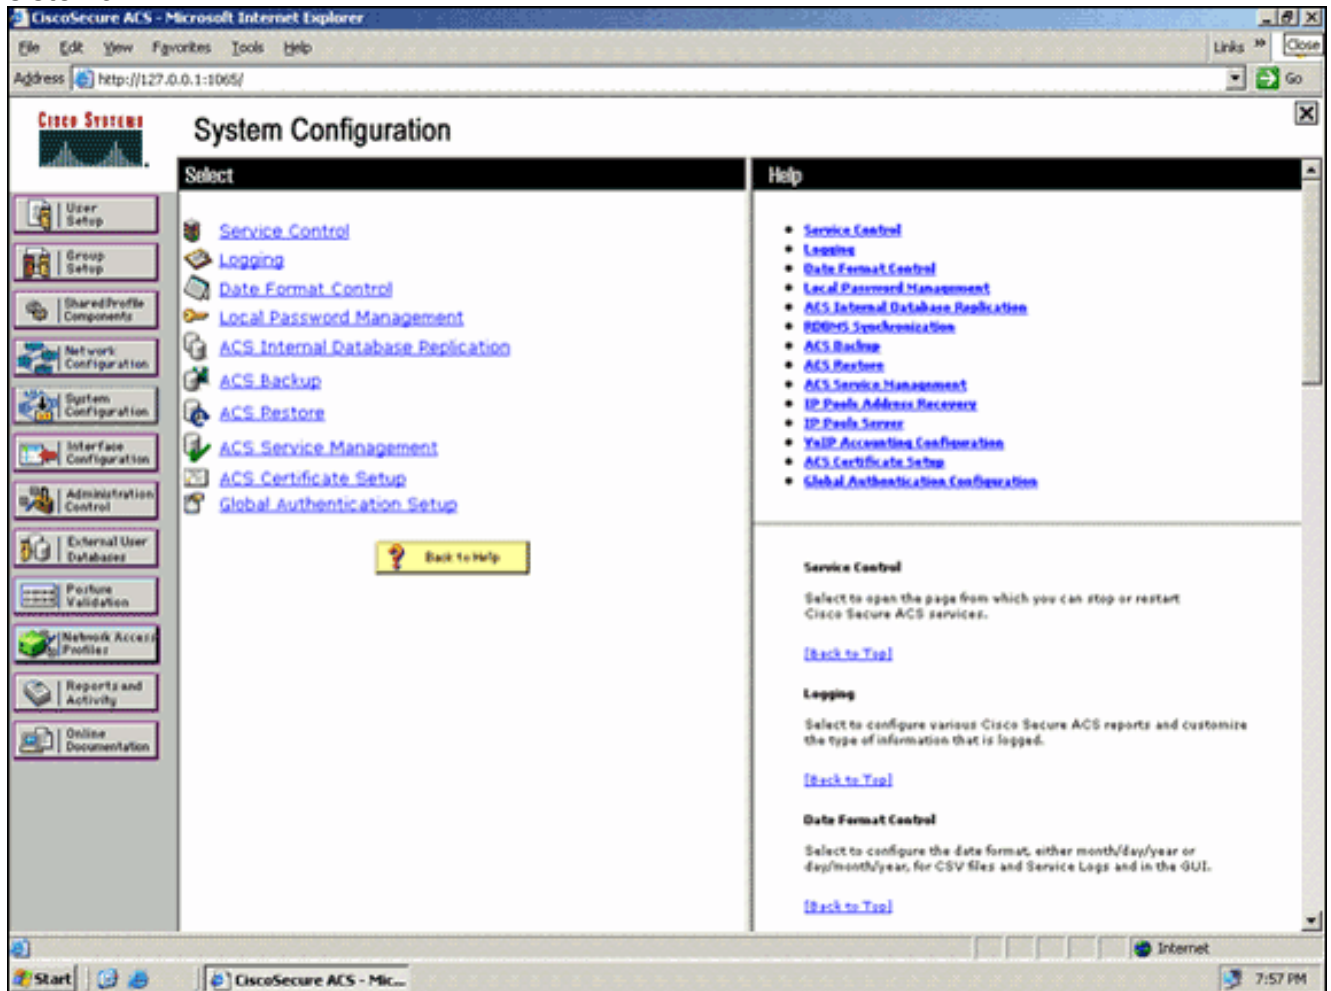 CiscoSecure ACS - Microsoft Internet Explorer
File Edit View Favorites Tools Help
Links »
Close
Address http://127.0.0.1:1065/
Go
CISCO SYSTEMS
System Configuration
Select
Help
User Setup
Group Setup
Shared Profile Components
Network Configuration
System Configuration
Interface Configuration
Administration Control
External User Databases
Posture Validation
Network Access Profiles
Reports and Activity
Online Documentation
Service Control
Logging
Date Format Control
Local Password Management
ACS Internal Database Replication
ACS Backup
ACS Restore
ACS Service Management
ACS Certificate Setup
Global Authentication Setup
Back to Help
Service Control
Logging
Date Format Control
Local Password Management
ACS Internal Database Replication
RDBMS Synchronization
ACS Backup
ACS Restore
ACS Service Managment
IP Pools Address Recovery
IP Pools Server
VoIP Accounting Configuration
ACS Certificate Setup
Global Authentication Configuration
Service Control
Select to open the page from which you can stop or restart
Cisco Secure ACS services.
[Back to Top]
Logging
Select to configure various Cisco Secure ACS reports and customize
the type of information that is logged.
[Back to Top]
Date Format Control
Select to configure the date format, either month/day/year or
day/month/year, for CSV files and Service Logs and in the GUI.
[Back to Top]
Internet
Start
CiscoSecure ACS - Mic...
7:57 PM